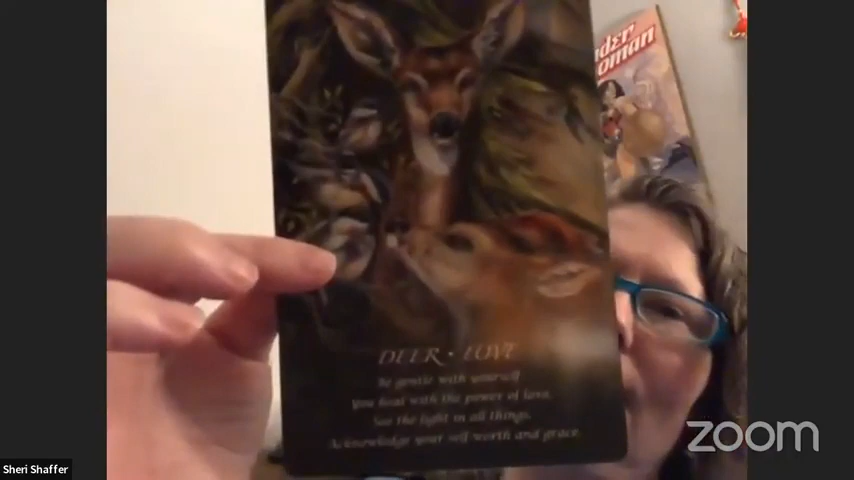 Wonder
Woman
DEER • LOVE
Be gentle with yourself
You heal with the power of love.
See the light in all things.
Acknowledge your self worth and grace.
zoom
Sheri Shaffer